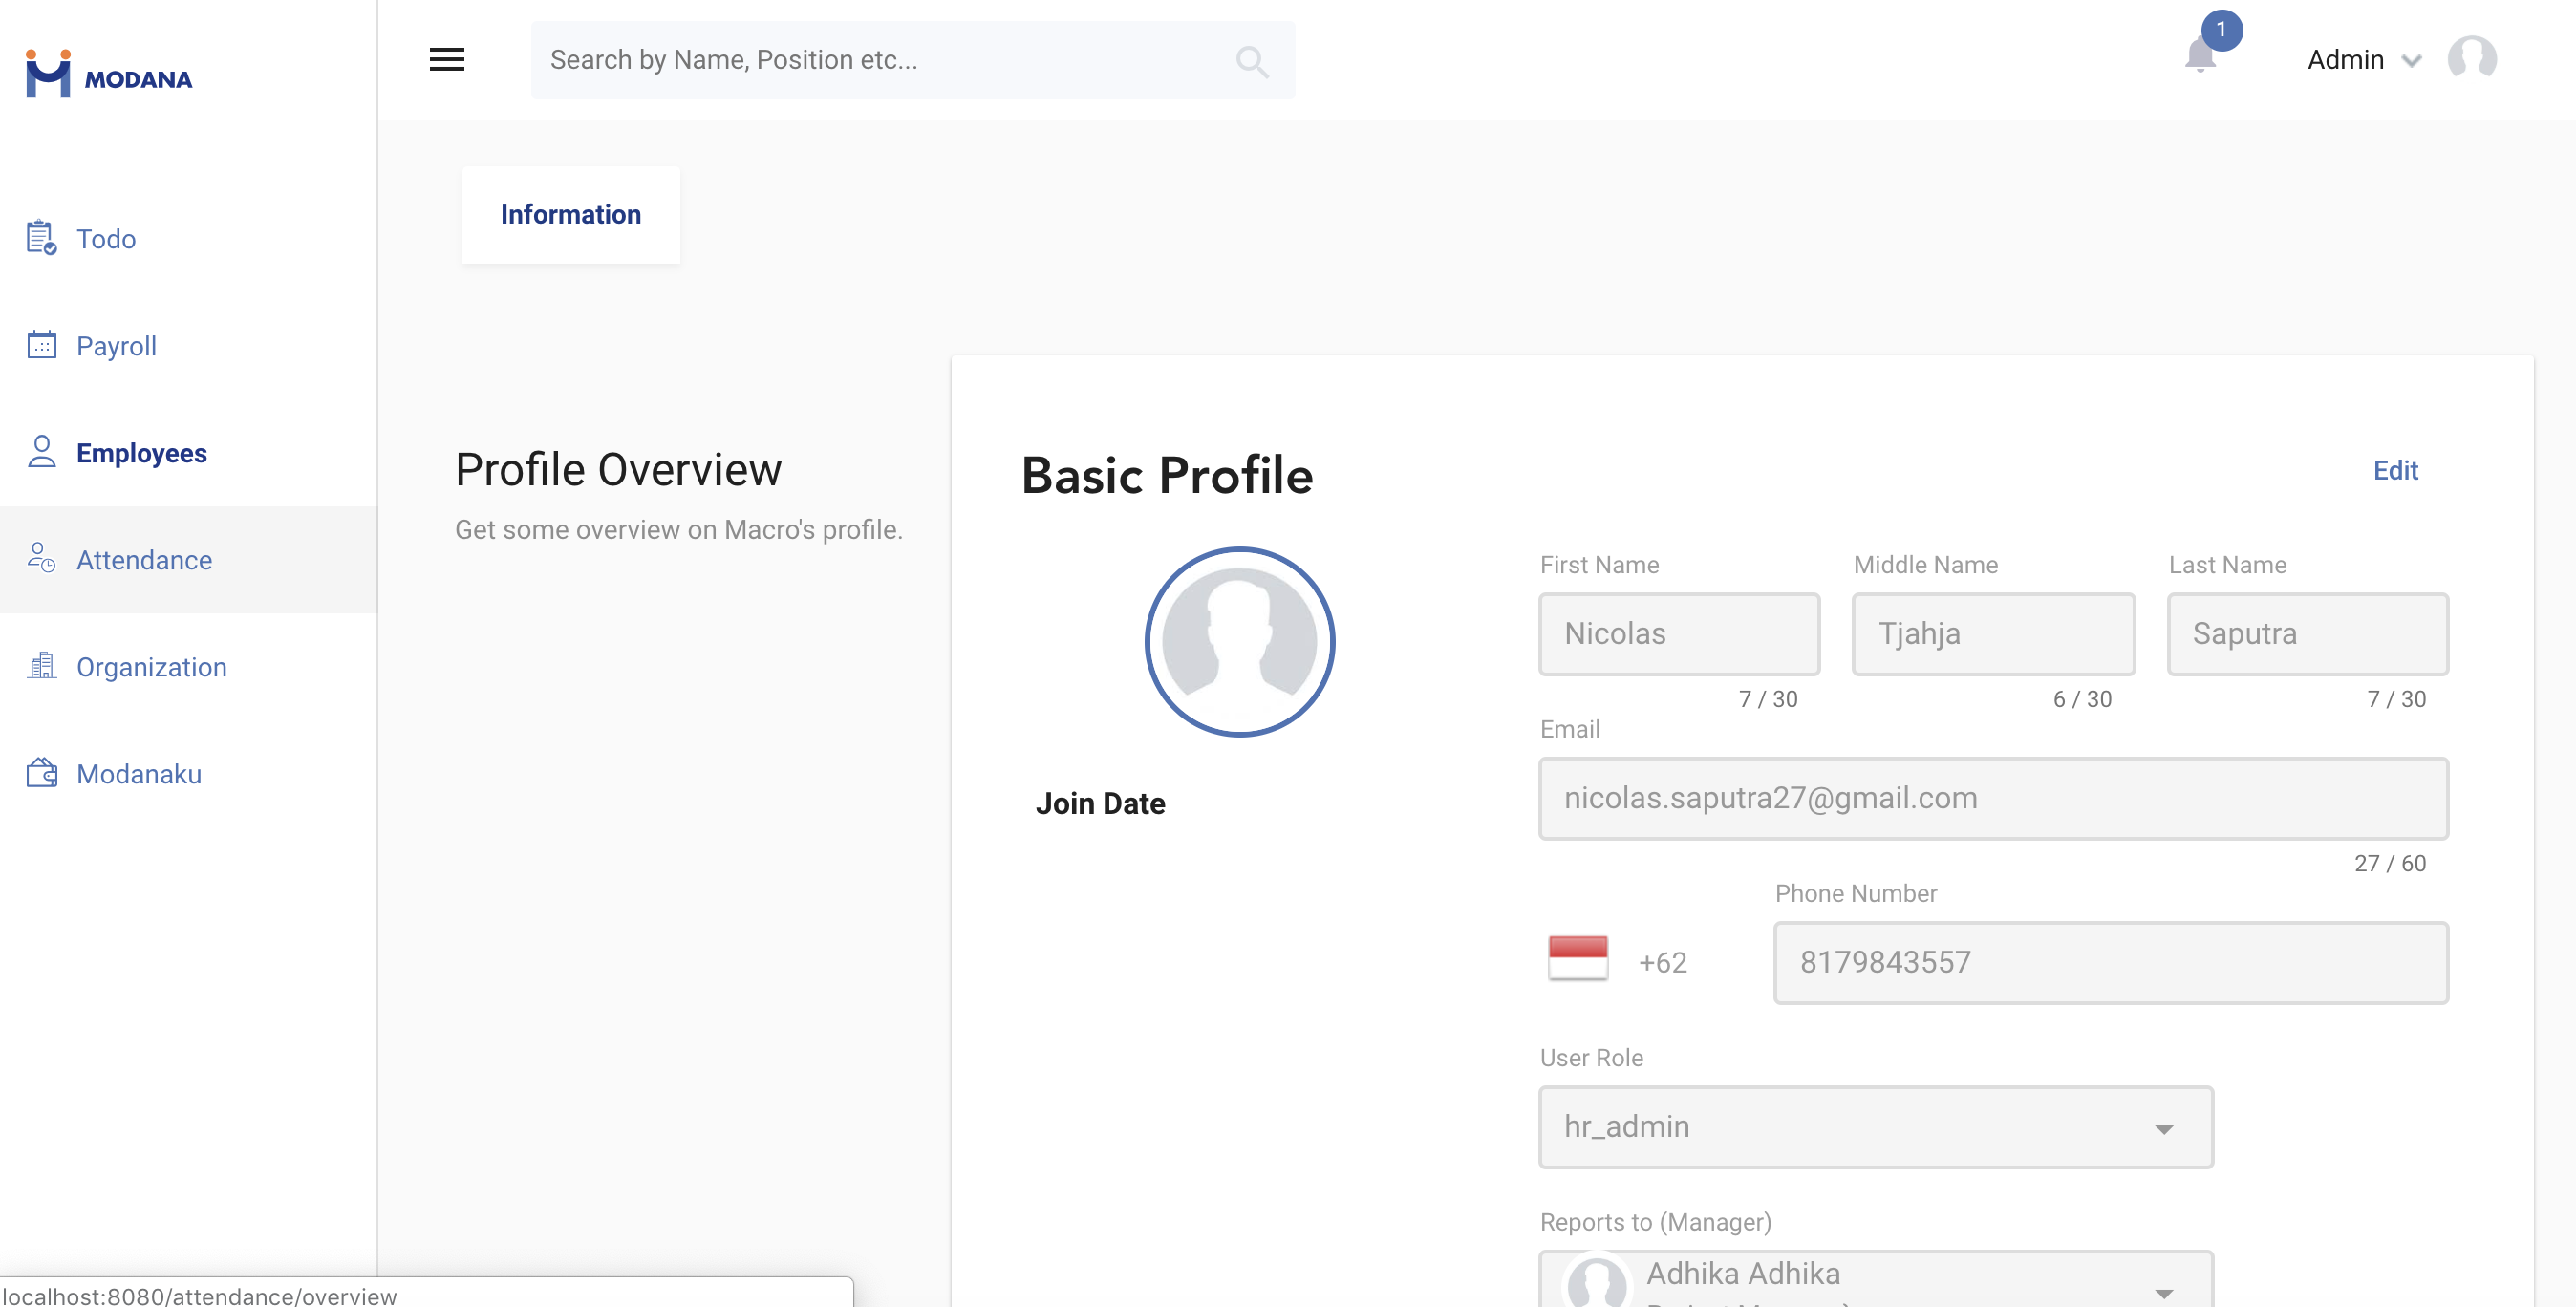 MODANA
Search by Name, Position etc...
1
Admin
Todo
Payroll
Employees
Attendance
Organization
Modanaku
Information
Profile Overview
Get some overview on Macro's profile.
Basic Profile
Edit
Join Date
First Name
Middle Name
Last Name
Nicolas
Tjahja
Saputra
7 / 30
6 / 30
7 / 30
Email
nicolas.saputra27@gmail.com
27 / 60
Phone Number
+62
8179843557
User Role
hr_admin
Reports to (Manager)
Adhika Adhika
localhost:8080/attendance/overview